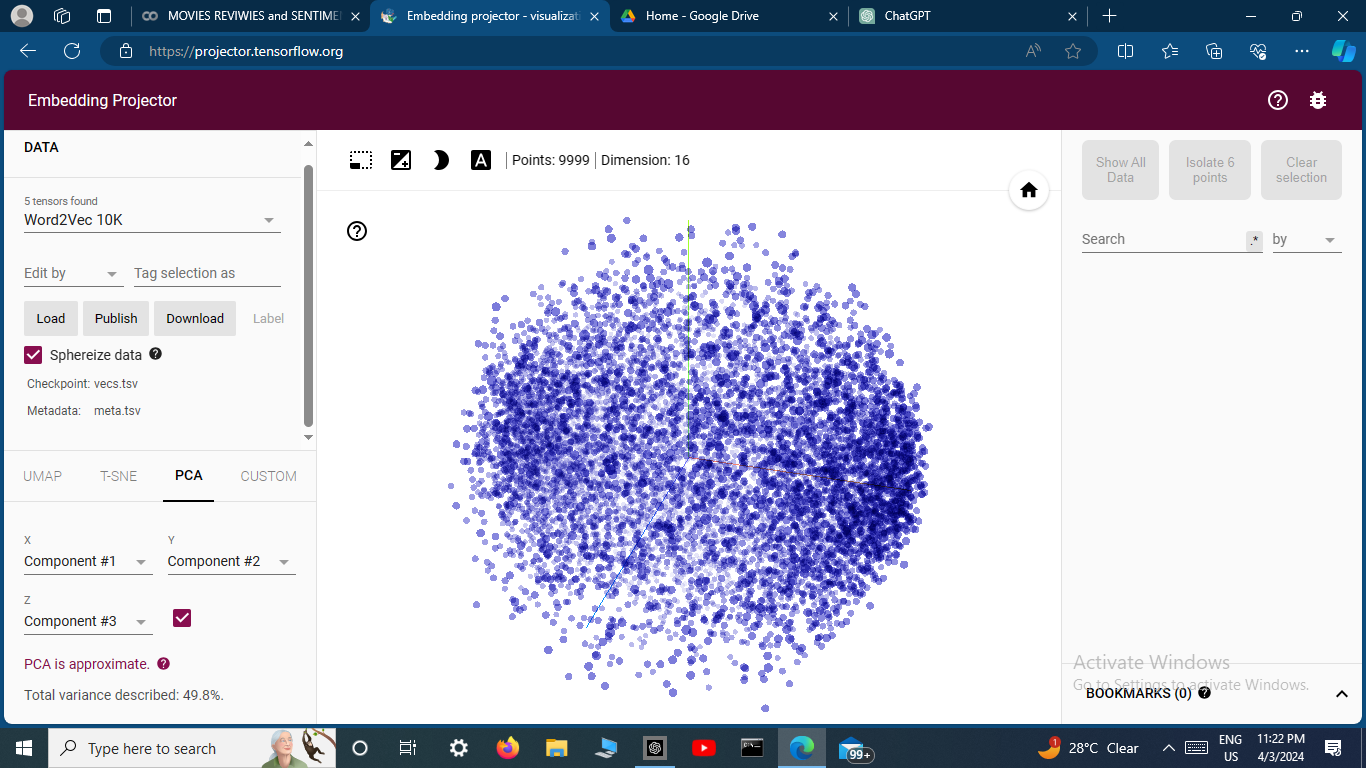 MOVIES REVIWIES and SENTIME
Embedding projector - visualizati
Home - Google Drive
ChatGPT
https://projector.tensorflow.org
Embedding Projector
DATA
5 tensors found
Word2Vec 10K
Edit by
Tag selection as
Load
Publish
Download
Label
Sphereize data
Checkpoint: vecs.tsv
Metadata: meta.tsv
UMAP
T-SNE
PCA
CUSTOM
X
Component #1
Y
Component #2
Z
Component #3
PCA is approximate.
Total variance described: 49.8%.
A
Points: 9999
Dimension: 16
Show All
Data
Isolate 6
points
Clear
selection
Search
.*
by
Activate Windows
Go to Settings to activate Windows.
BOOKMARKS (0)
Type here to search
99+
1
28°C Clear
ENG
US
11:22 PM
4/3/2024